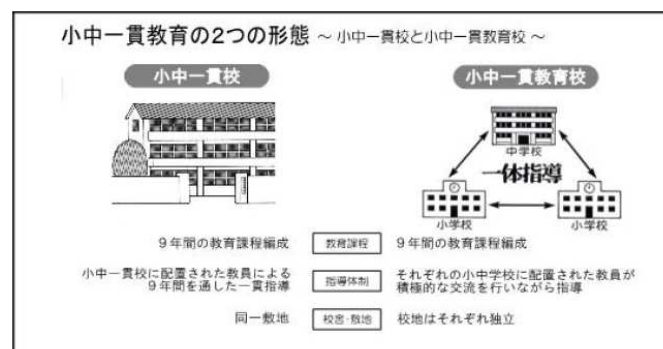 小中一貫教育の2つの形態 ～ 小中一貫校と小中一貫教育校 ～
小中一貫校
小中一貫教育校
中学校
一体指導
小学校
小学校
9年間の教育課程編成
教育課程
9年間の教育課程編成
小中一貫校に配置された教員による
9年間を通した一貫指導
指導体制
それぞれの小中学校に配置された教員が
積極的な交流を行いながら指導
同一敷地
校舎・敷地
校地はそれぞれ独立